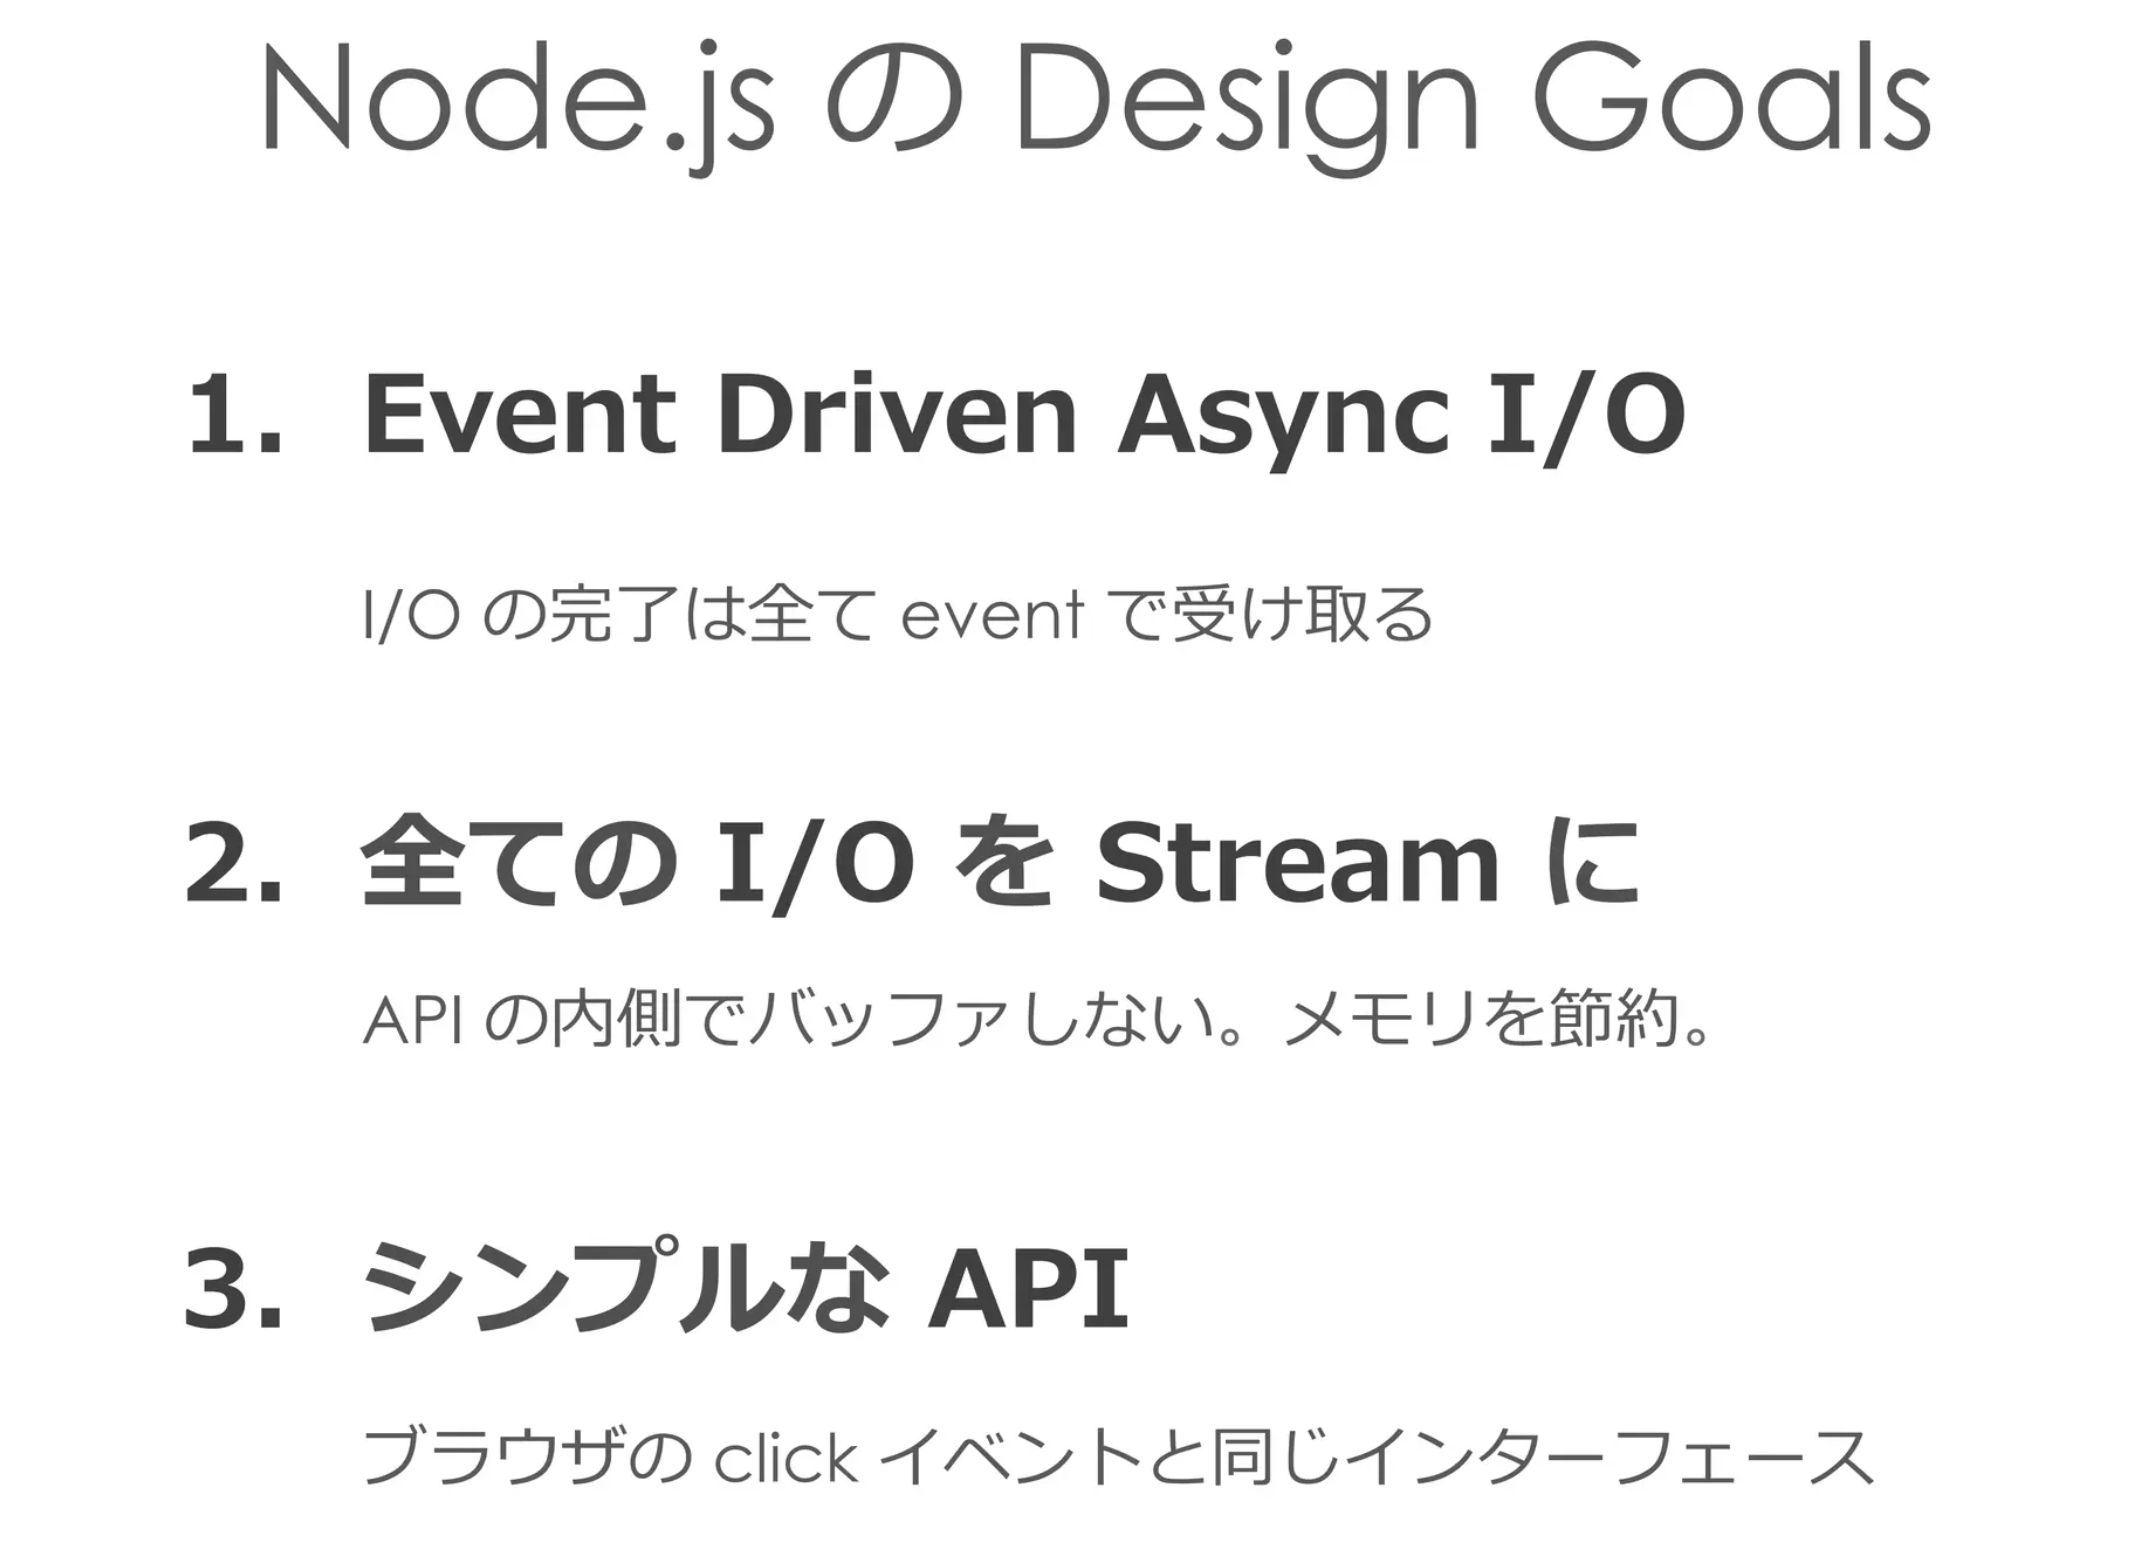 Node.js の Design Goals
1. Event Driven Async I/O
I/O の完了は全て event で受け取る
2. 全ての I/O を Stream に
API の内側でバッファしない。メモリを節約。
3. シンプルな API
ブラウザの click イベントと同じインターフェース